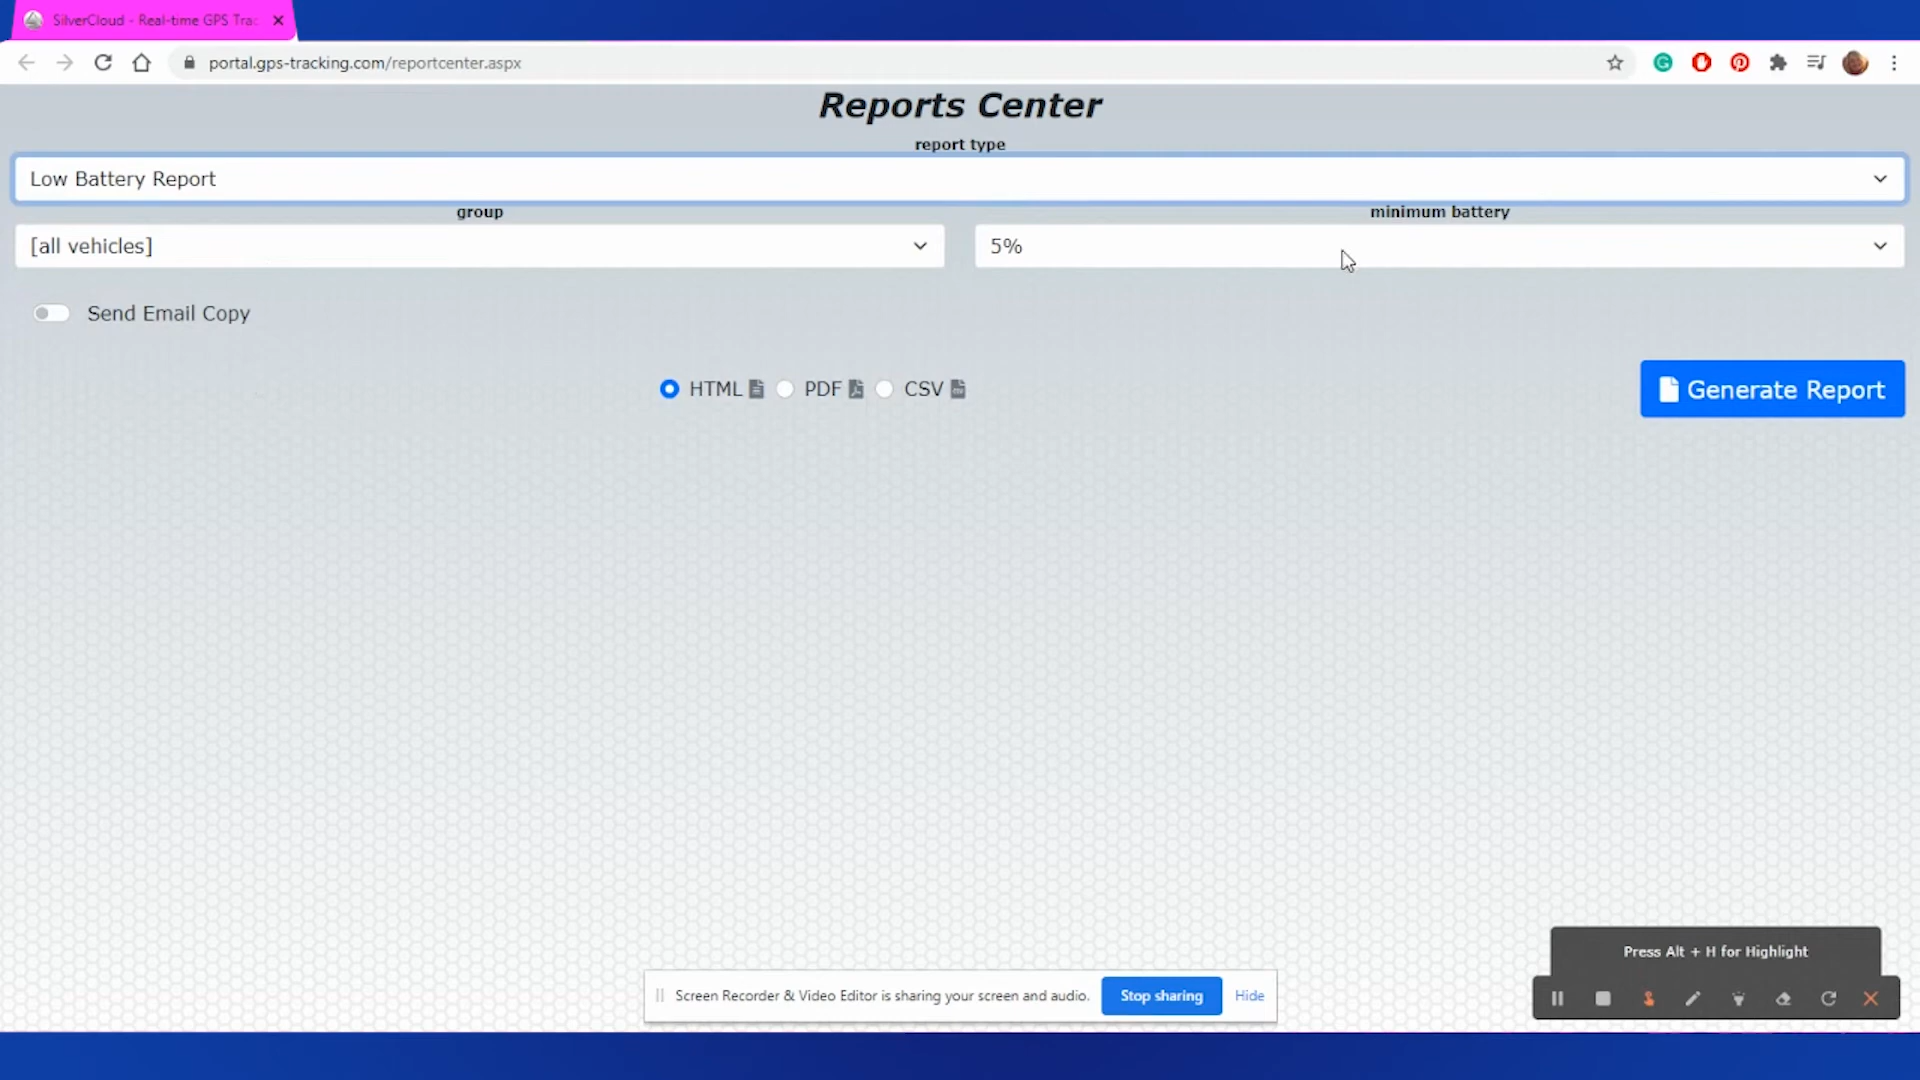 SilverCloud - Real-time GPS Trac
portal.gps-tracking.com/reportcenter.aspx
Reports Center
report type
Low Battery Report
group
minimum battery
[all vehicles]
5%
Send Email Copy
HTML PDF CSV
Generate Report
Press Alt + H for Highlight
Screen Recorder & Video Editor is sharing your screen and audio. Stop sharing Hide